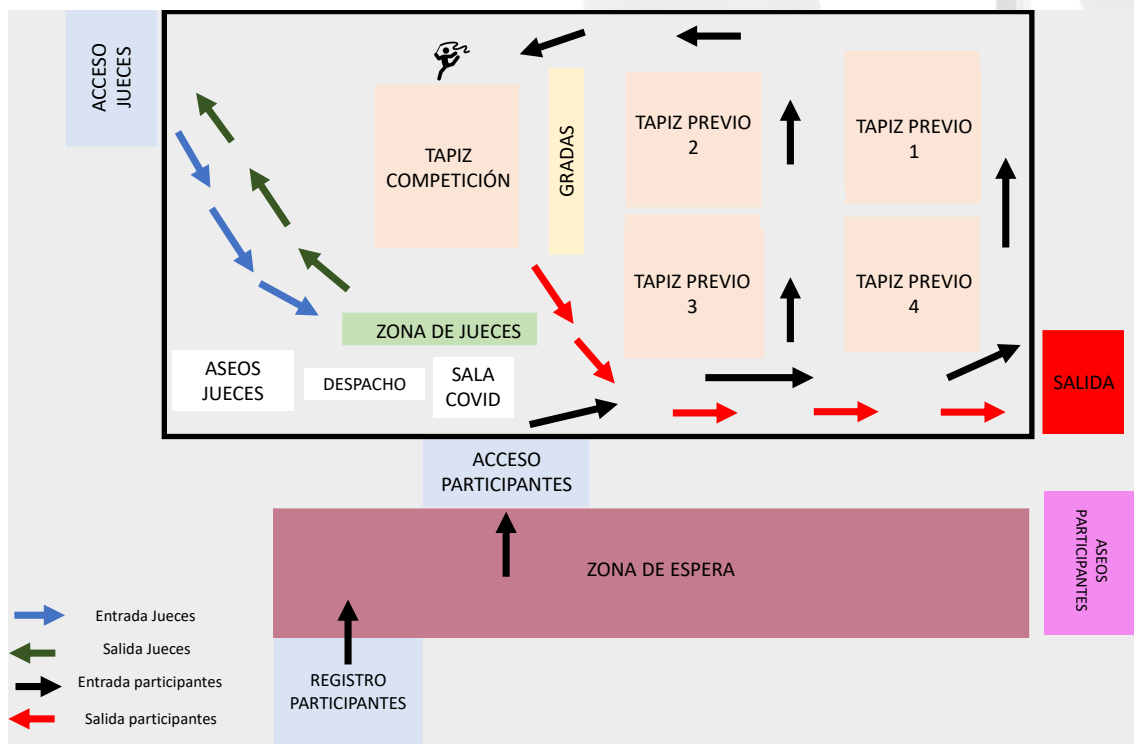 ACCESO
JUECES
TAPIZ
COMPETICIÓN
GRADAS
TAPIZ PREVIO
2
TAPIZ PREVIO
1
TAPIZ PREVIO
3
TAPIZ PREVIO
4
ZONA DE JUECES
ASEOS
JUECES
DESPACHO
SALA
COVID
SALIDA
ACCESO
PARTICIPANTES
ZONA DE ESPERA
ASEOS
PARTICIPANTES
REGISTRO
PARTICIPANTES
Entrada Jueces
Salida Jueces
Entrada participantes
Salida participantes